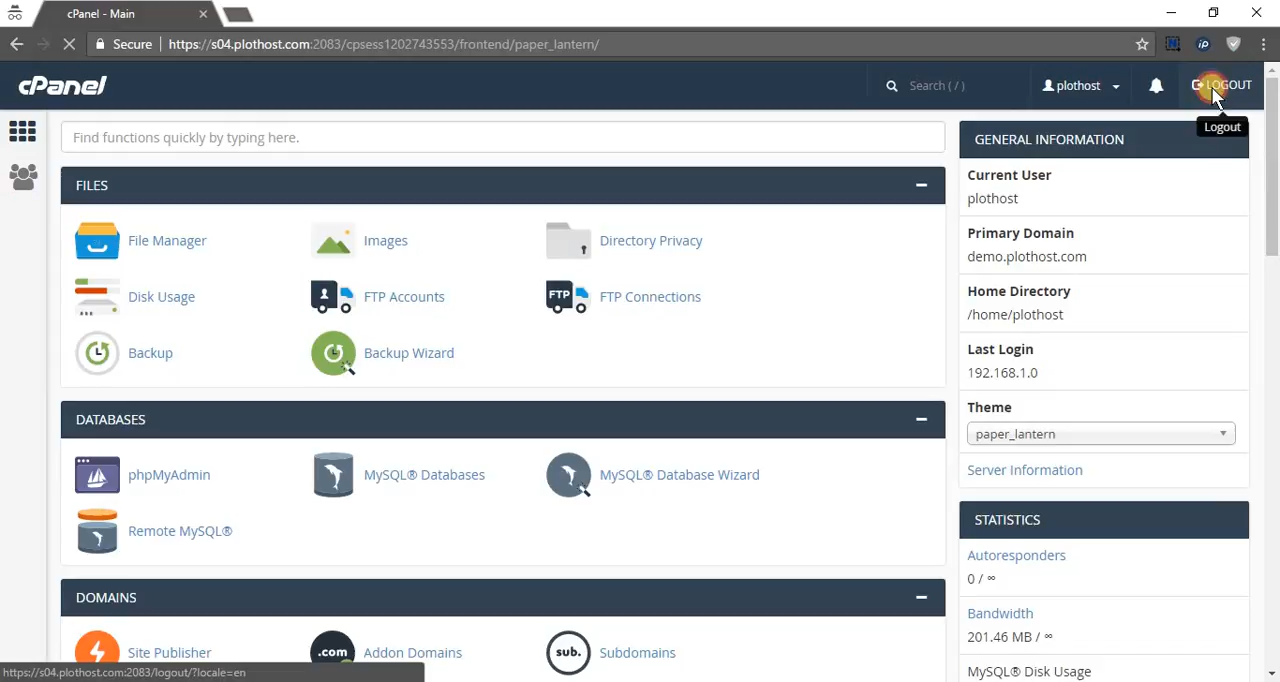 cPanel - Main
Secure
https://s04.plothost.com:2083/cpsess1202743553/frontend/paper_lantern/
cPanel
Search ( / )
plothost
LOGOUT
Logout
Find functions quickly by typing here.
FILES
File Manager
Images
Directory Privacy
Disk Usage
FTP Accounts
FTP
FTP Connections
Backup
Backup Wizard
DATABASES
phpMyAdmin
MySQL® Databases
MySQL® Database Wizard
Remote MySQL®
DOMAINS
Site Publisher
.com
Addon Domains
sub.
Subdomains
GENERAL INFORMATION
Current User
plothost
Primary Domain
demo.plothost.com
Home Directory
/home/plothost
Last Login
192.168.1.0
Theme
paper_lantern
Server Information
STATISTICS
Autoresponders
0 / ∞
Bandwidth
201.46 MB / ∞
MySQL® Disk Usage
https://s04.plothost.com:2083/logout/?locale=en